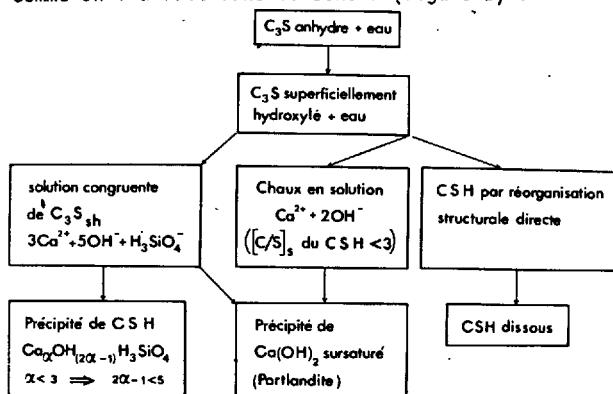 C₃S anhydre + eau
C₃S superficiellement
hydroxylé + eau
solution congruente
de C₃S_sh
3Ca²⁺+5OH⁻+H₃SiO₄⁻
Chaux en solution
Ca²⁺ + 2OH⁻
([C/S]_s du CSH <3)
CSH par réorganisation
structurale directe
Précipité de CSH
Ca_αOH_(2α-1)H₃SiO₄
α< 3 ⟹ 2α-1<5
Précipité de
Ca(OH)₂ sursaturé
(Portlandite)
CSH dissous